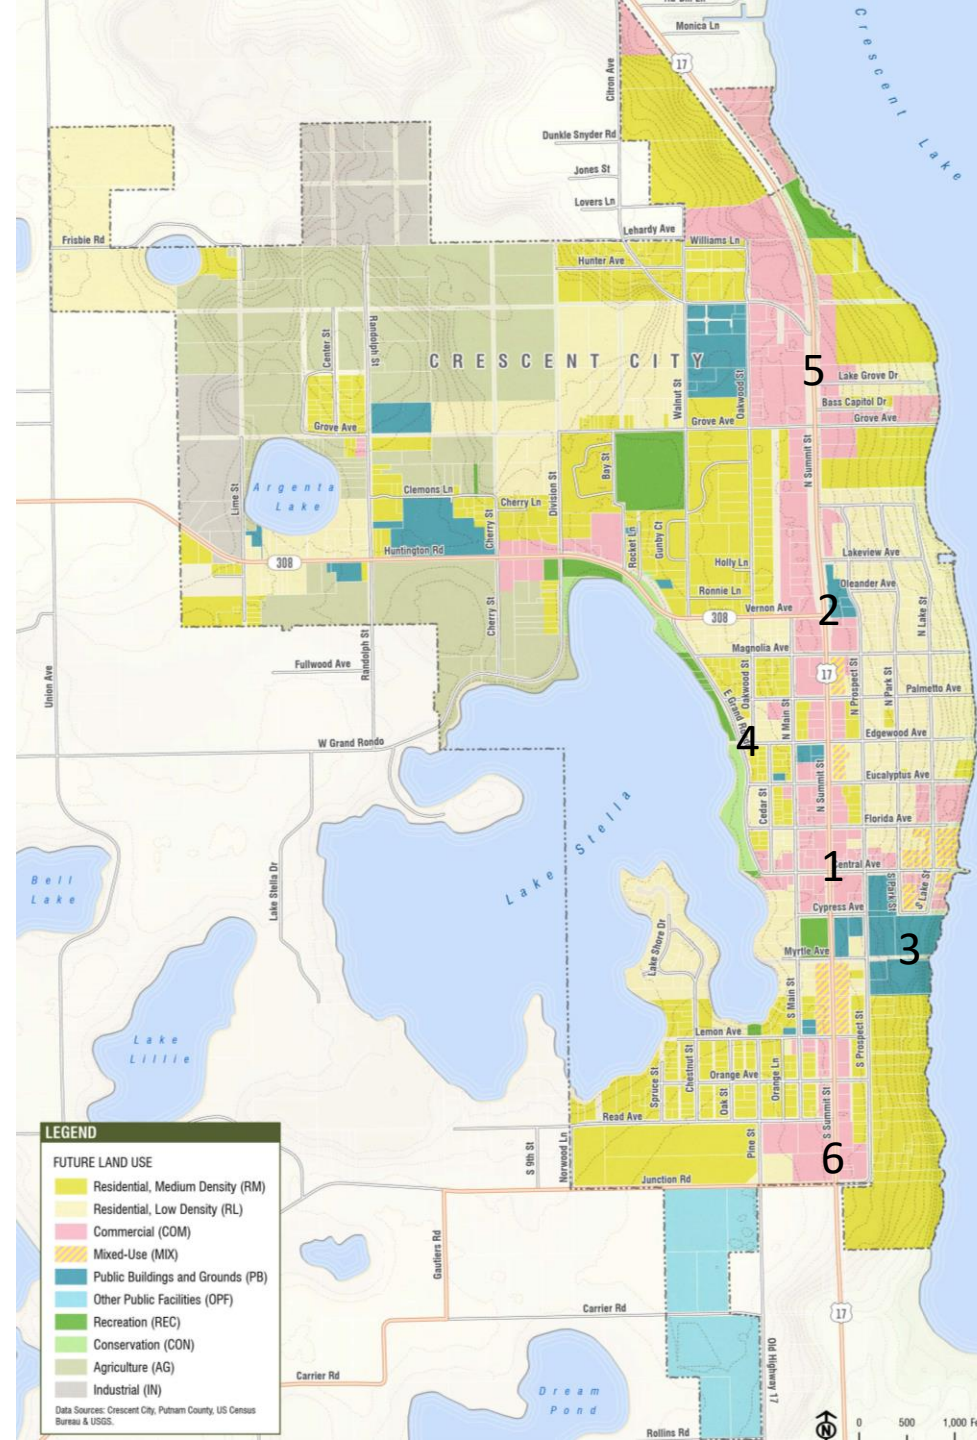 Monica Ln
17
Crescent Lake
Citron Ave
Dunkle Snyder Rd
Jones St
Lovers Ln
Lehardy Ave
Williams Ln
Frisbie Rd
Hunter Ave
Center St
Randolph St
CRESCENT CITY
Walnut St
Oakwood St
5
Lake Grove Dr
Bass Capitol Dr
Grove Ave
Grove Ave
Grove Ave
N Summit St
Bay St
Division St
Argenta
Lake
Lime St
Clemons Ln
Cherry Ln
Cherry St
Rocket Ln
Gunby Ct
Huntington Rd
Holly Ln
Lakeview Ave
308
Ronnie Ln
Oleander Ave
2
Vernon Ave
308
N Lake St
Cherry St
Randolph St
Magnolia Ave
Fullwood Ave
Union Ave
17
N Prospect St
N Park St
Palmetto Ave
Oakwood St
N Main St
W Grand Rondo
4
Edgewood Ave
Eucalyptus Ave
N Summit St
Cedar St
Florida Ave
Lake Stella
1
Central Ave
Bell
Lake
Lake Stella Dr
S Park St
S Lake St
Cypress Ave
Lake Shore Dr
Myrtle Ave
3
S Main St
Lake
Lillie
Lemon Ave
S Prospect St
Chestnut St
Spruce St
Orange Ave
Orange Ln
Oak St
S Summit St
Read Ave
S 9th St
Norwood Ln
Pine St
6
Junction Rd
LEGEND
FUTURE LAND USE
Residential, Medium Density (RM)
Residential, Low Density (RL)
Commercial (COM)
Mixed-Use (MIX)
Public Buildings and Grounds (PB)
Other Public Facilities (OPF)
Recreation (REC)
Conservation (CON)
Agriculture (AG)
Industrial (IN)
Data Sources: Crescent City, Putnam County, US Census
Bureau & USGS.
Gautiers Rd
Carrier Rd
17
Old Highway 17
Carrier Rd
Dream
Pond
Rollins Rd
N
0 500 1,000